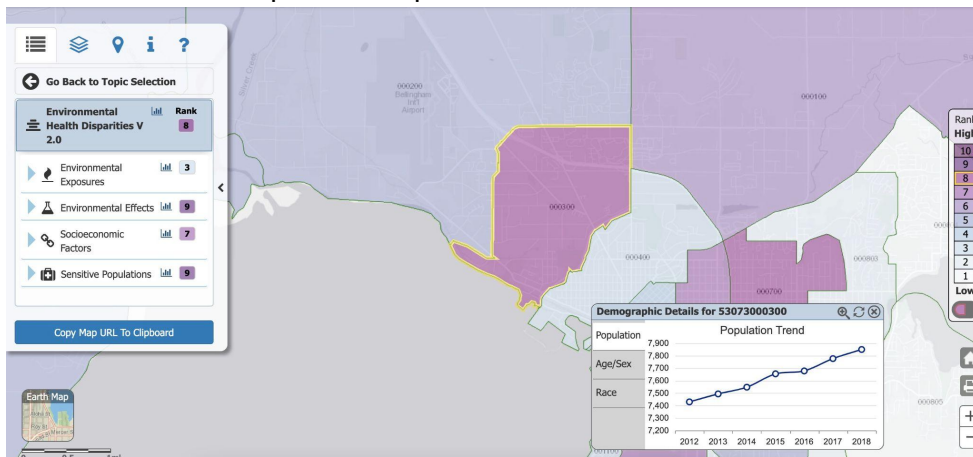 Go Back to Topic Selection
Environmental
Health Disparities V
2.0
Rank
8
Environmental
Exposures
3
Environmental Effects
9
Socioeconomic
Factors
7
Sensitive Populations
9
Copy Map URL To Clipboard
Earth Map
000200
Bellingham
Int'l
Airport
000100
000300
000400
000700
000803
000805
Rank
High
10
9
8
7
6
5
4
3
2
1
Low
Demographic Details for 53073000300
Population
Age/Sex
Race
Population Trend
7,900
7,800
7,700
7,600
7,500
7,400
7,300
7,200
2012 2013 2014 2015 2016 2017 2018